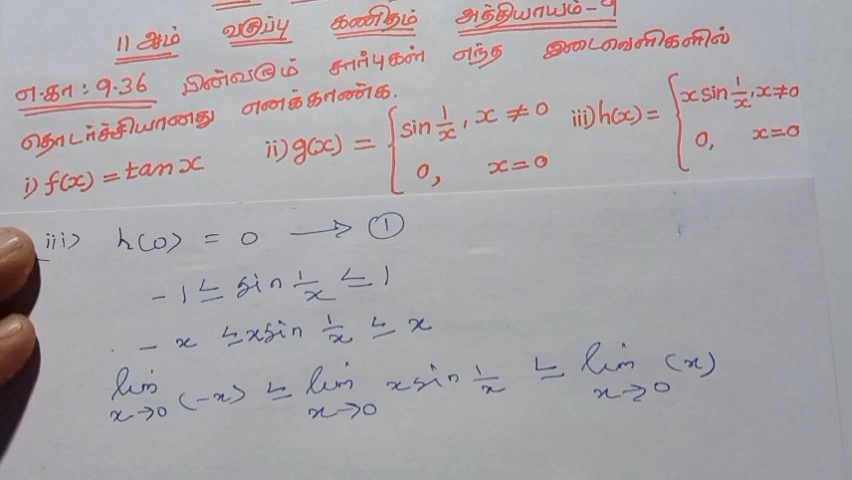 11 ஆம் வகுப்பு கணிதம் அத்தியாயம்-9
எ.கா : 9.36 பின்வரும் சார்புகள் எந்த இடைவெளிகளில்
தொடர்ச்சியானது எனக்காண்க.
i) f(x) = tan x ii) g(x) = { sin 1/x, x ≠ 0 iii) h(x) = { x sin 1/x, x ≠ 0
0, x = 0 0, x = 0
iii) h(0) = 0 → ①
-1 ≤ sin 1/x ≤ 1
- x ≤ x sin 1/x ≤ x
lim x→0 (-x) ≤ lim x→0 x sin 1/x ≤ lim x→0 (x)